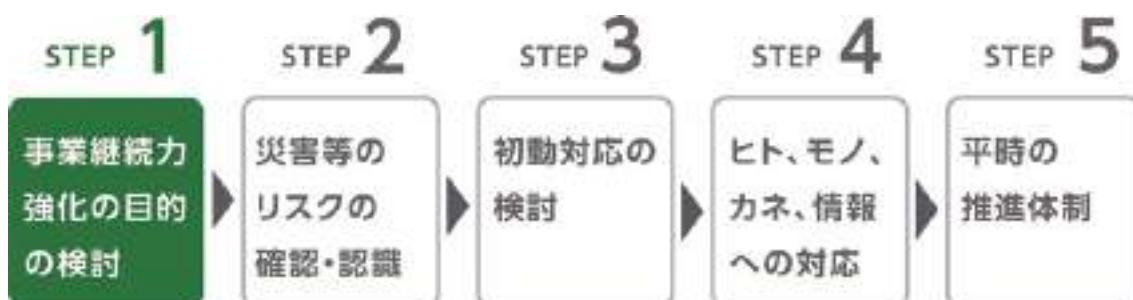 STEP 1
事業継続力
強化の目的
の検討
STEP 2
災害等の
リスクの
確認・認識
STEP 3
初動対応の
検討
STEP 4
ヒト、モノ、
カネ、情報
への対応
STEP 5
平時の
推進体制